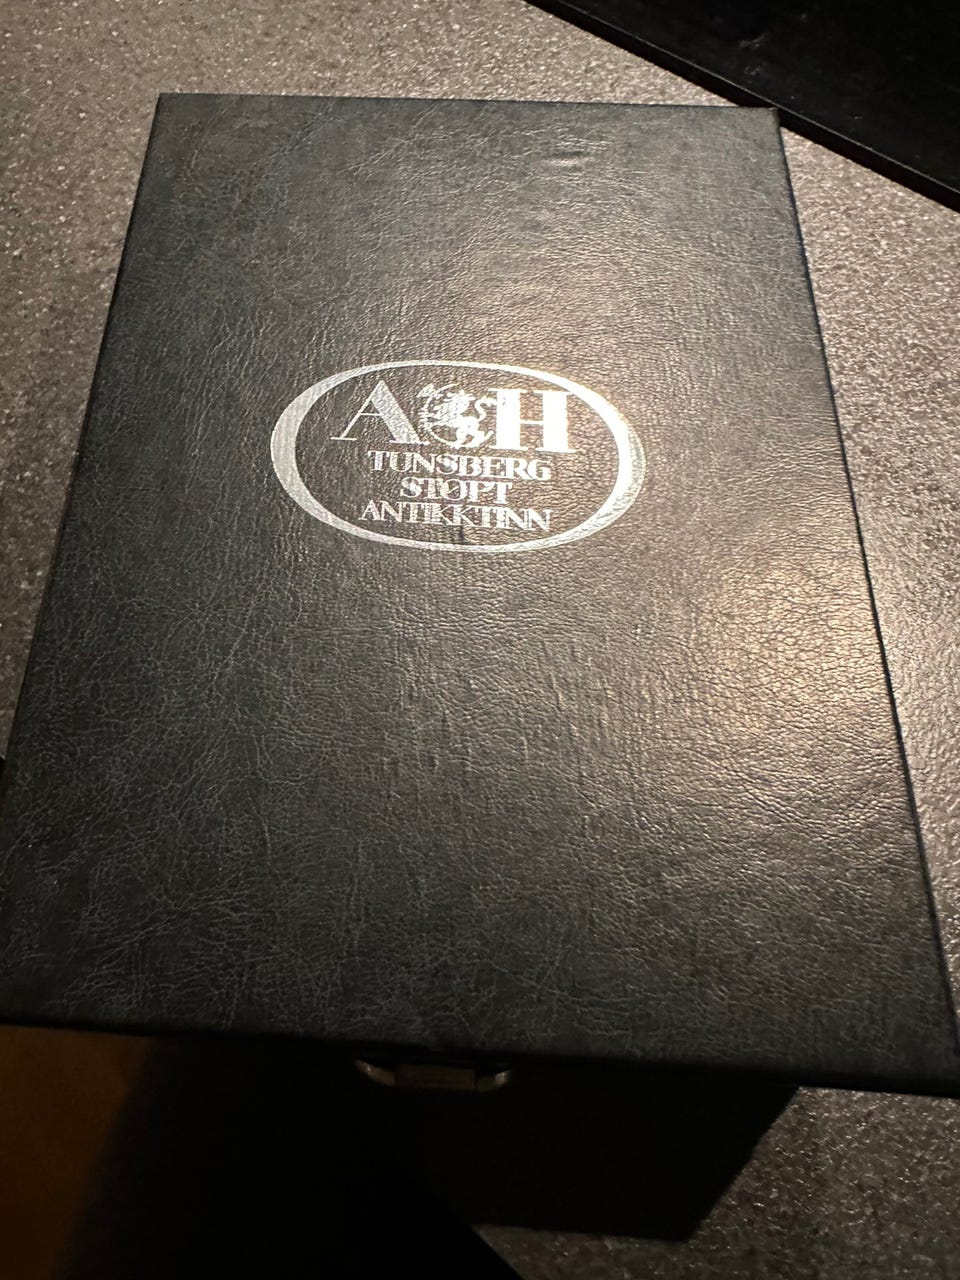 A H
TUNSBERG
STØPT
ANTIKKTINN